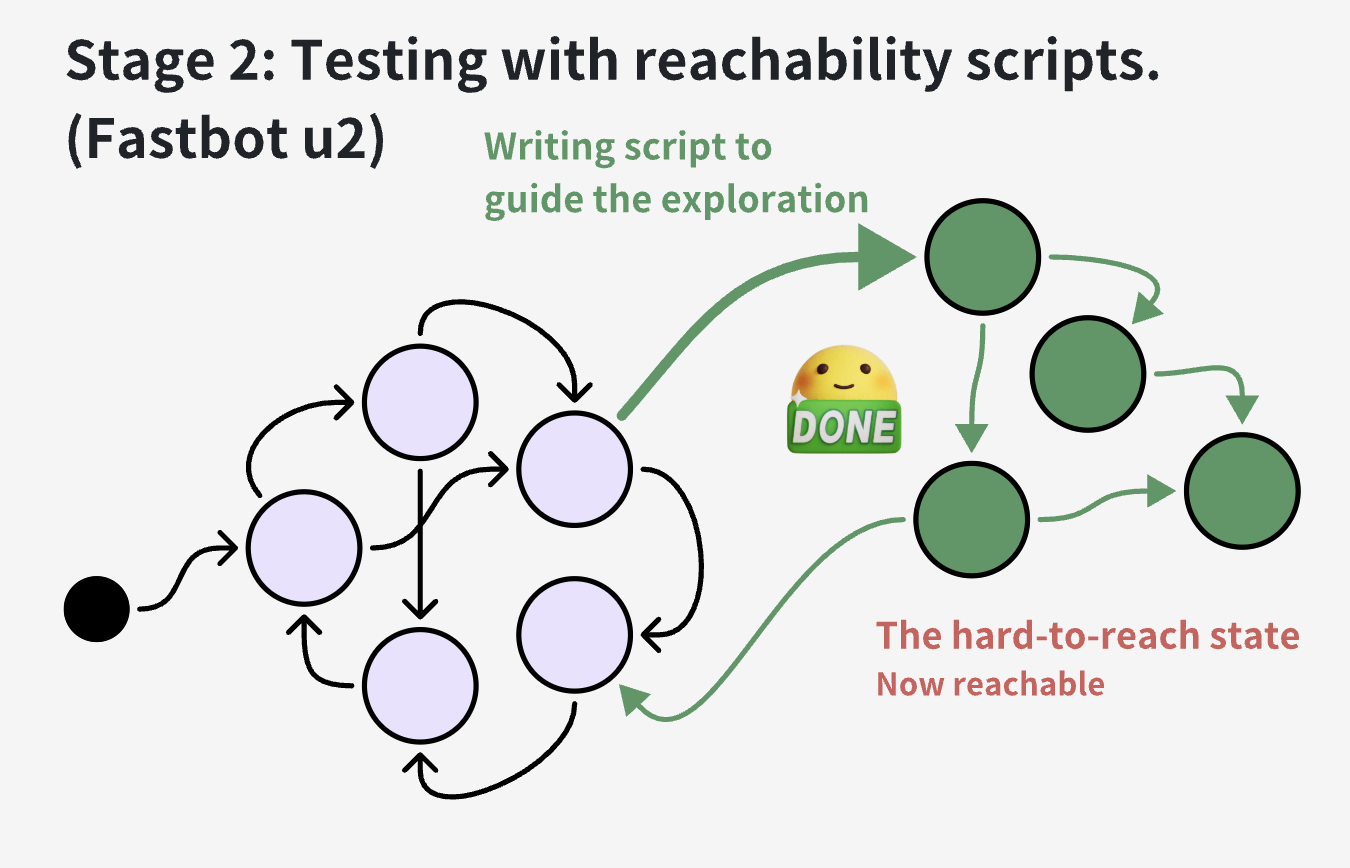 Stage 2: Testing with reachability scripts.
(Fastbot u2)
Writing script to
guide the exploration
DONE
The hard-to-reach state
Now reachable